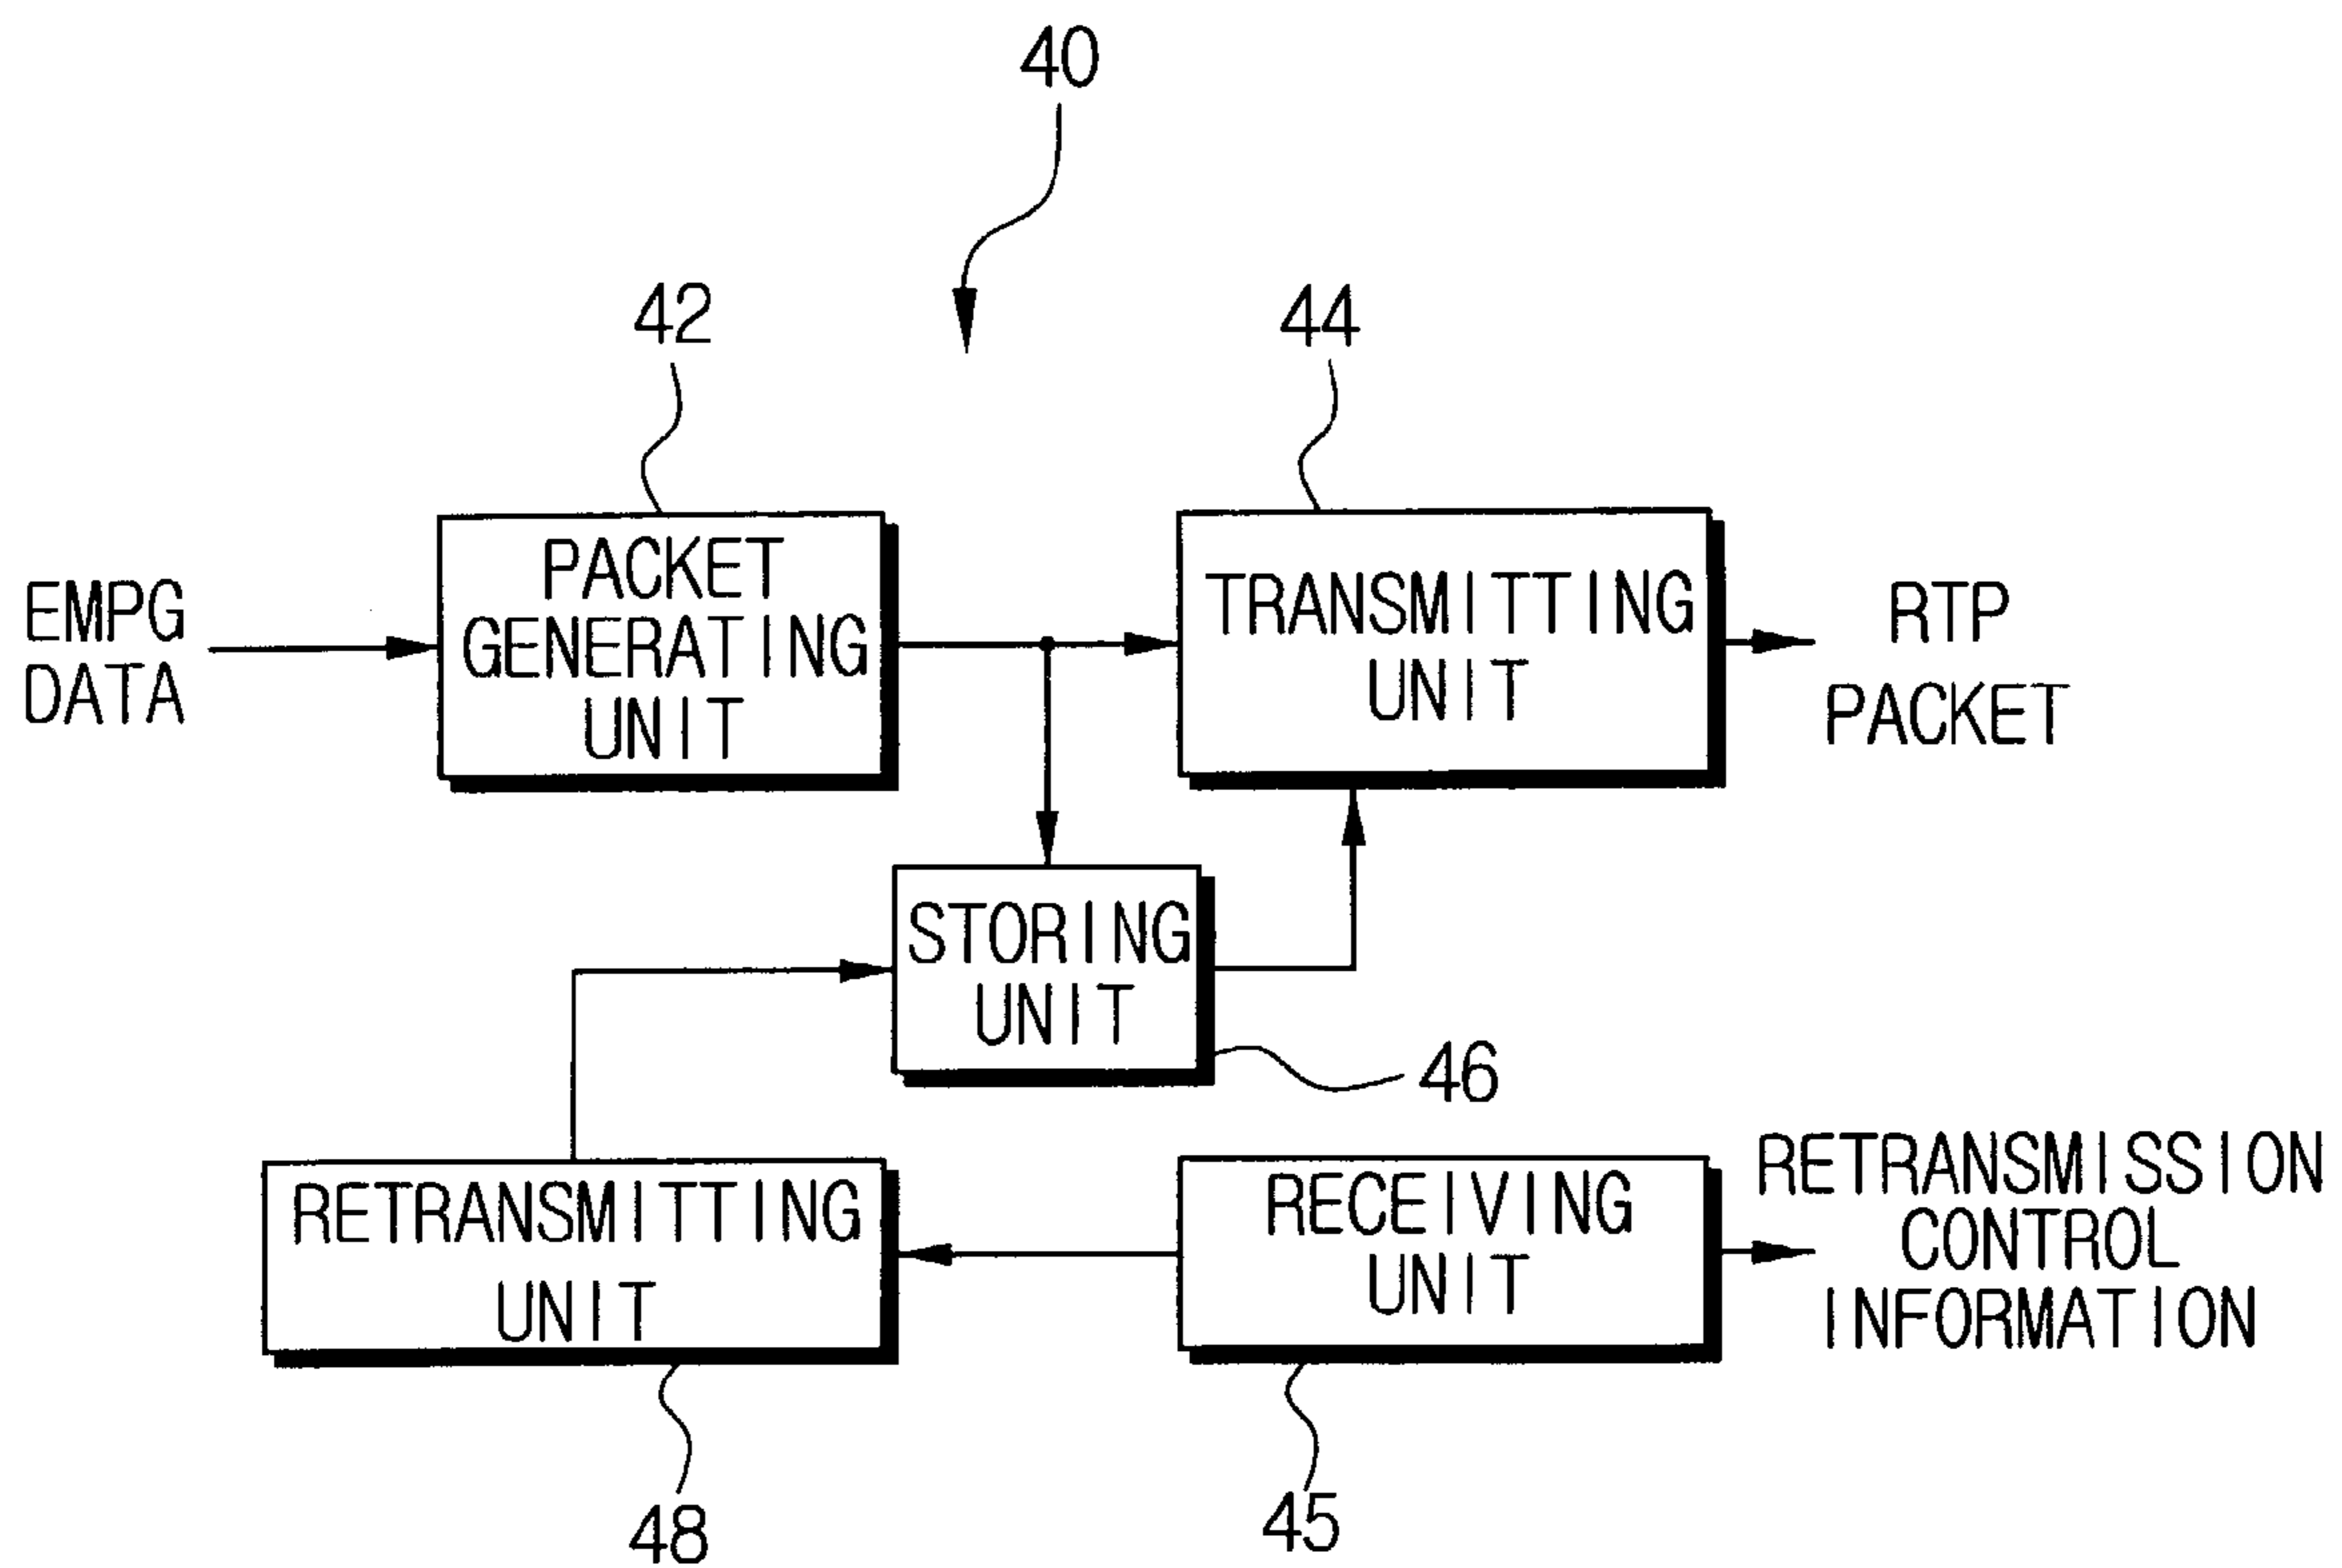 40
42
44
EMPG
DATA
PACKET
GENERATING
UNIT
TRANSMITTING
UNIT
RTP
PACKET
STORING
UNIT
46
RETRANSMITTING
UNIT
RECEIVING
UNIT
RETRANSMISSION
CONTROL
INFORMATION
48
45